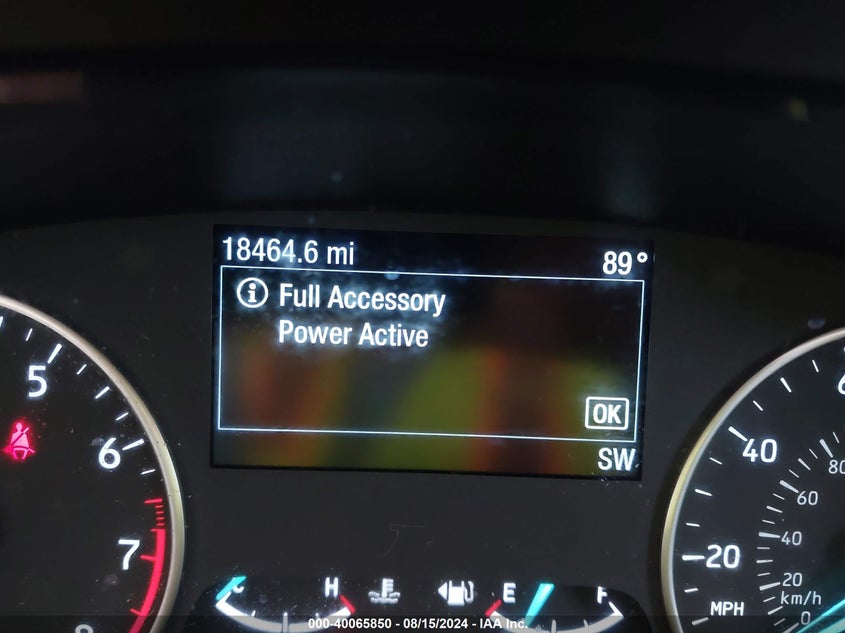 18464.6 mi
89°
Full Accessory
Power Active
OK
SW
5
6
7
8
C
H
E
F
40
20
MPH
80
60
40
20
km/h
0
000-40065850 - 08/15/2024 - IAA Inc.